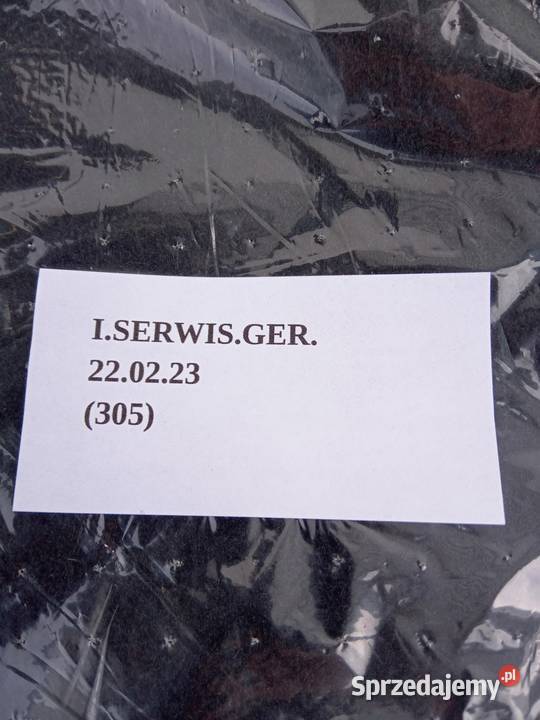 I.SERWIS.GER.
22.02.23
(305)
Sprzedajemy.pl